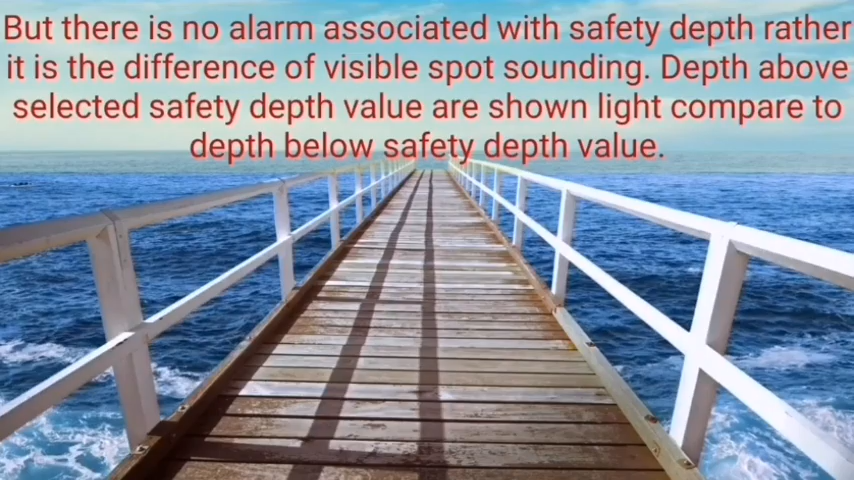 But there is no alarm associated with safety depth rather
it is the difference of visible spot sounding. Depth above
selected safety depth value are shown light compare to
depth below safety depth value.